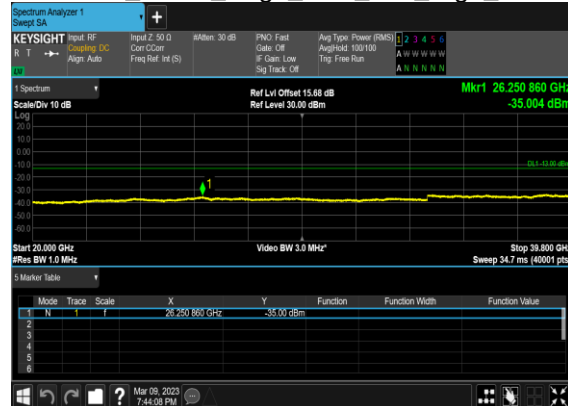 Spectrum Analyzer 1
Swept SA
+
KEYSIGHT Input: RF Input Z: 50 Ω #Atten: 30 dB PNO: Fast Avg Type: Power (RMS) 1 2 3 4 5 6
R T Coupling: DC Corr CCorr Gate: Off Avg|Hold: 100/100 A W W W W W
Align: Auto Freq Ref: Int (S) IF Gain: Low Trig: Free Run
LXI Sig Track: Off A N N N N N
1 Spectrum Ref Lvl Offset 15.68 dB Mkr1 26.250 860 GHz
Scale/Div 10 dB Ref Level 30.00 dBm -35.004 dBm
Log
20.0
10.0
0.00
-10.0 DL1 -13.00 dBm
-20.0
-30.0 1
-40.0
-50.0
-60.0
Start 20.000 GHz Video BW 3.0 MHz* Stop 39.800 GHz
#Res BW 1.0 MHz Sweep 34.7 ms (40001 pts)
5 Marker Table
Mode Trace Scale X Y Function Function Width Function Value
1 N 1 f 26.250 860 GHz -35.00 dBm
2
3
4
5
6
? Mar 09, 2023
7:44:08 PM